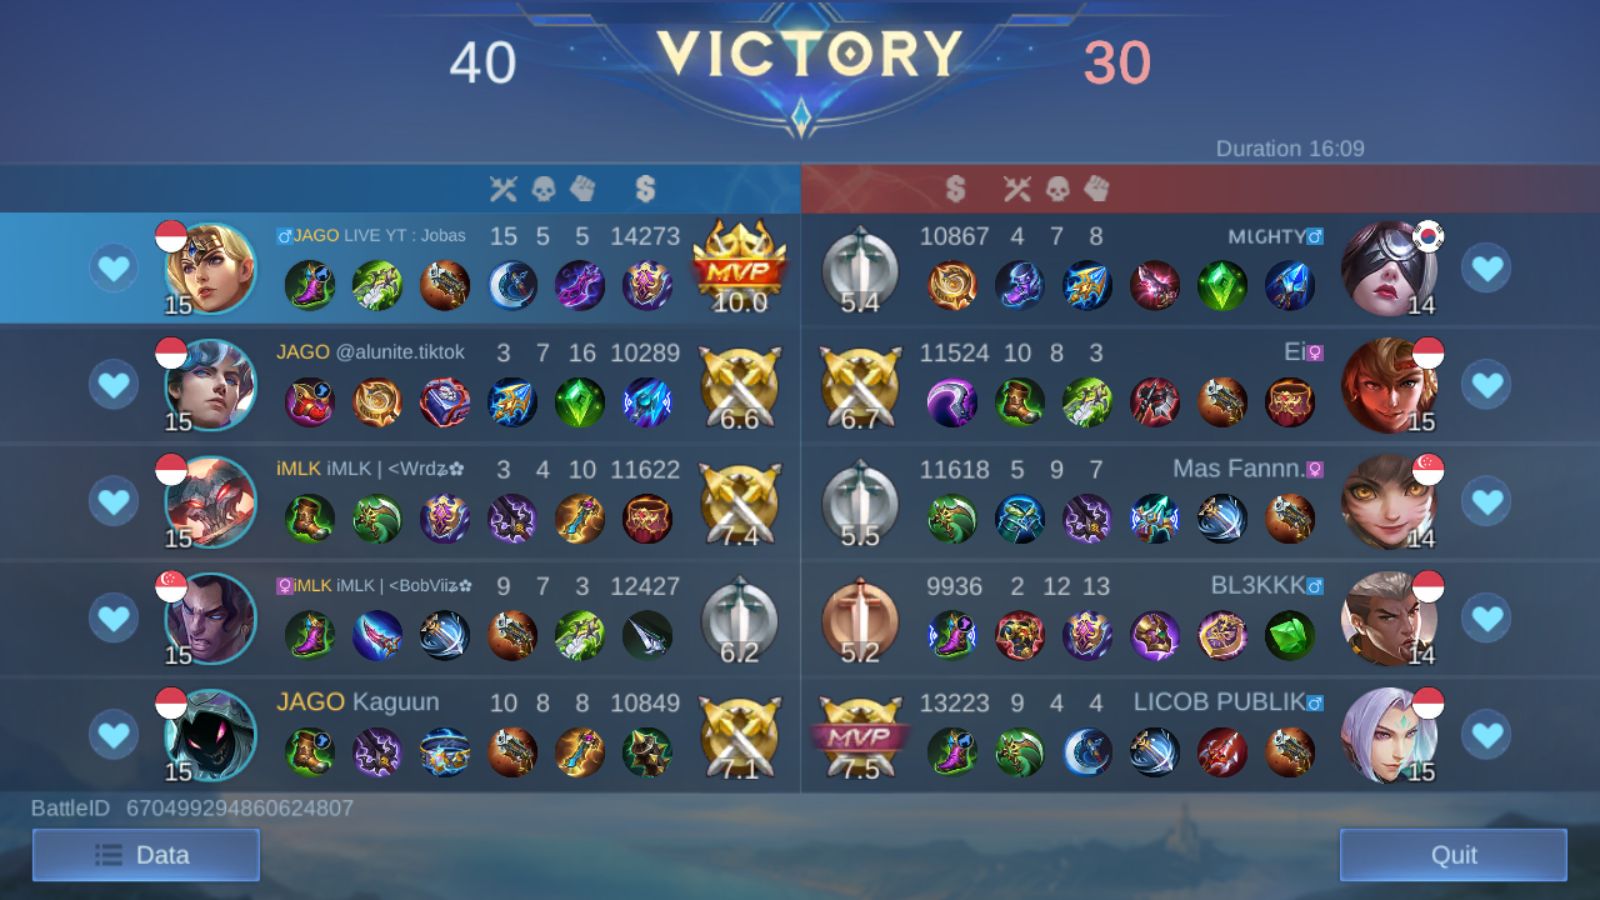 40 VICTORY 30
Duration 16:09
JAGO LIVE YT : Jobas 15 5 5 14273
MVP
15 10.0
10867 4 7 8 MIGHTY
5.4 14
JAGO @alunite.tiktok 3 7 16 10289
15 6.6
11524 10 8 3 Ei
6.7 15
iMLK iMLK | <Wrdʑ✿ 3 4 10 11622
15 7.4
11618 5 9 7 Mas Fannn.
5.5 14
iMLK iMLK | <BobViiʑ✿ 9 7 3 12427
15 6.2
9936 2 12 13 BL3KKK
5.2 14
JAGO Kaguun 10 8 8 10849
15 7.1
13223 9 4 4 LICOB PUBLIK
MVP
7.5 15
BattleID 670499294860624807
Data
Quit